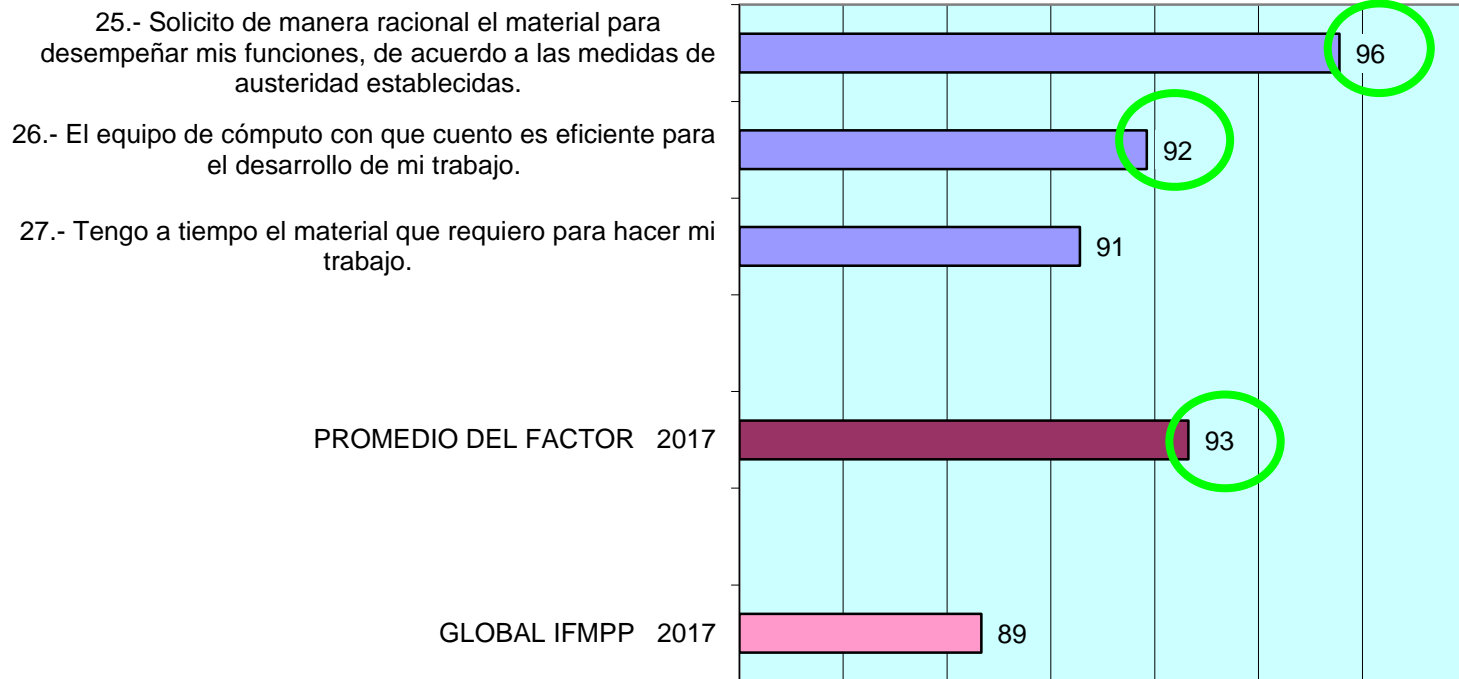 25.- Solicito de manera racional el material para
desempeñar mis funciones, de acuerdo a las medidas de
austeridad establecidas.
96
26.- El equipo de cómputo con que cuento es eficiente para
el desarrollo de mi trabajo.
92
27.- Tengo a tiempo el material que requiero para hacer mi
trabajo.
91
PROMEDIO DEL FACTOR 2017
93
GLOBAL IFMPP 2017
89